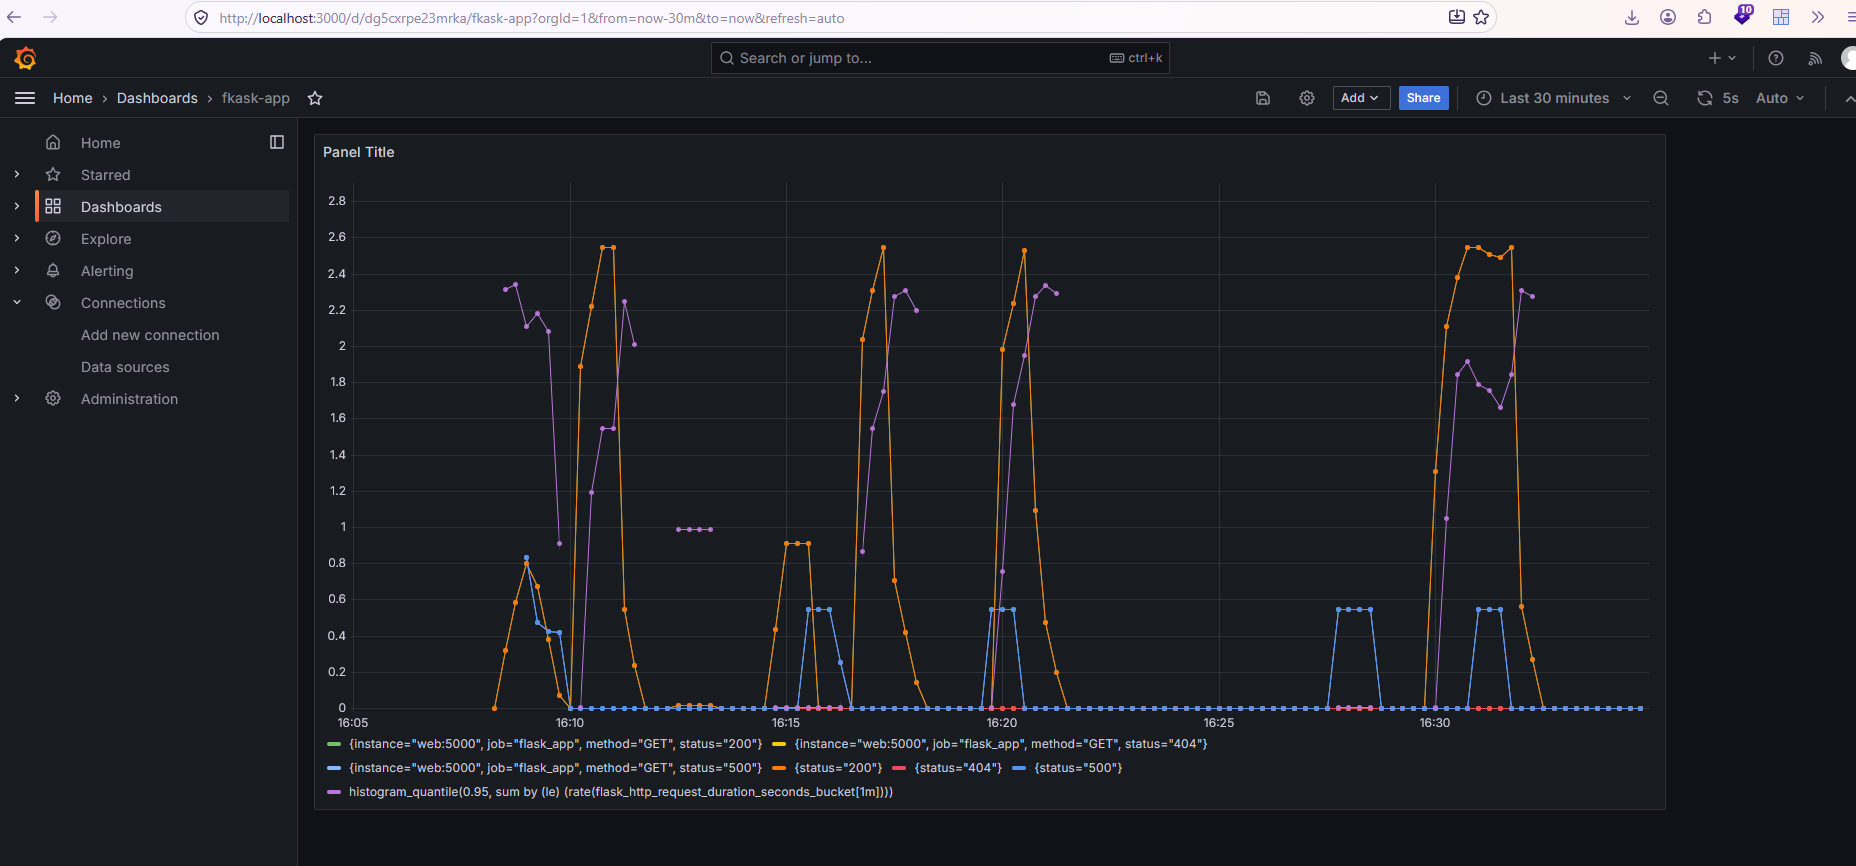 http://localhost:3000/d/dg5cxrpe23mrka/fkask-app?orgId=1&from=now-30m&to=now&refresh=auto
10
Search or jump to...
ctrl+k
Home › Dashboards › fkask-app
Add
Share
Last 30 minutes
5s
Auto
Home
Starred
Dashboards
Explore
Alerting
Connections
Add new connection
Data sources
Administration
Panel Title
2.8
2.6
2.4
2.2
2
1.8
1.6
1.4
1.2
1
0.8
0.6
0.4
0.2
0
16:05 16:10 16:15 16:20 16:25 16:30
{instance="web:5000", job="flask_app", method="GET", status="200"} {instance="web:5000", job="flask_app", method="GET", status="404"}
{instance="web:5000", job="flask_app", method="GET", status="500"} {status="200"} {status="404"} {status="500"}
histogram_quantile(0.95, sum by (le) (rate(flask_http_request_duration_seconds_bucket[1m])))